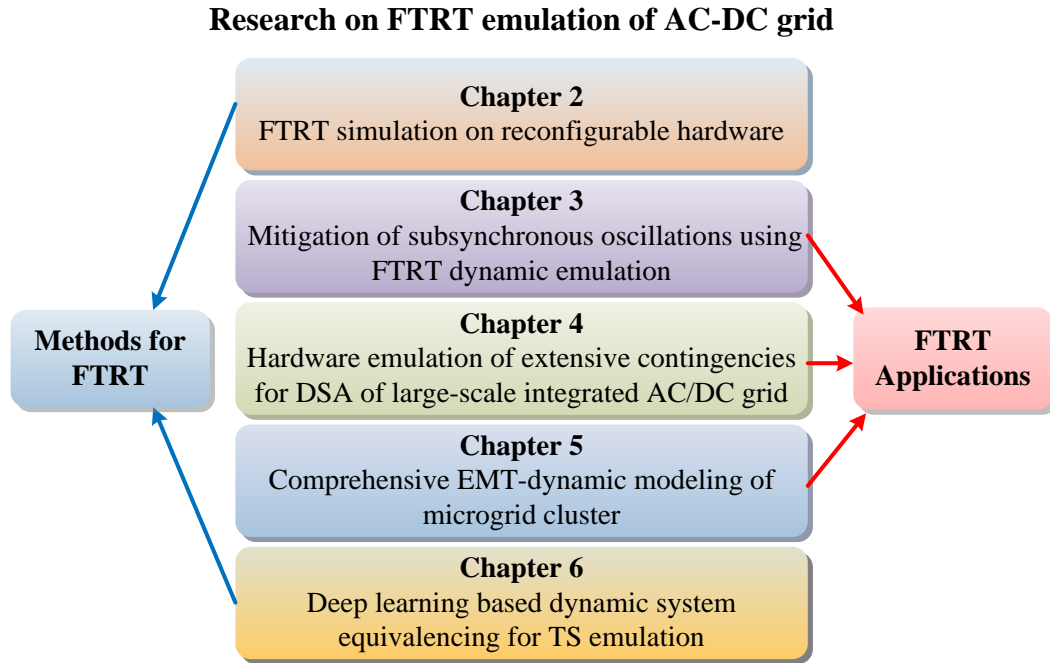 Research on FTRT emulation of AC-DC grid
Chapter 2
FTRT simulation on reconfigurable hardware
Chapter 3
Mitigation of subsynchronous oscillations using
FTRT dynamic emulation
Chapter 4
Hardware emulation of extensive contingencies
for DSA of large-scale integrated AC/DC grid
Chapter 5
Comprehensive EMT-dynamic modeling of
microgrid cluster
Chapter 6
Deep learning based dynamic system
equivalencing for TS emulation
Methods for
FTRT
FTRT
Applications